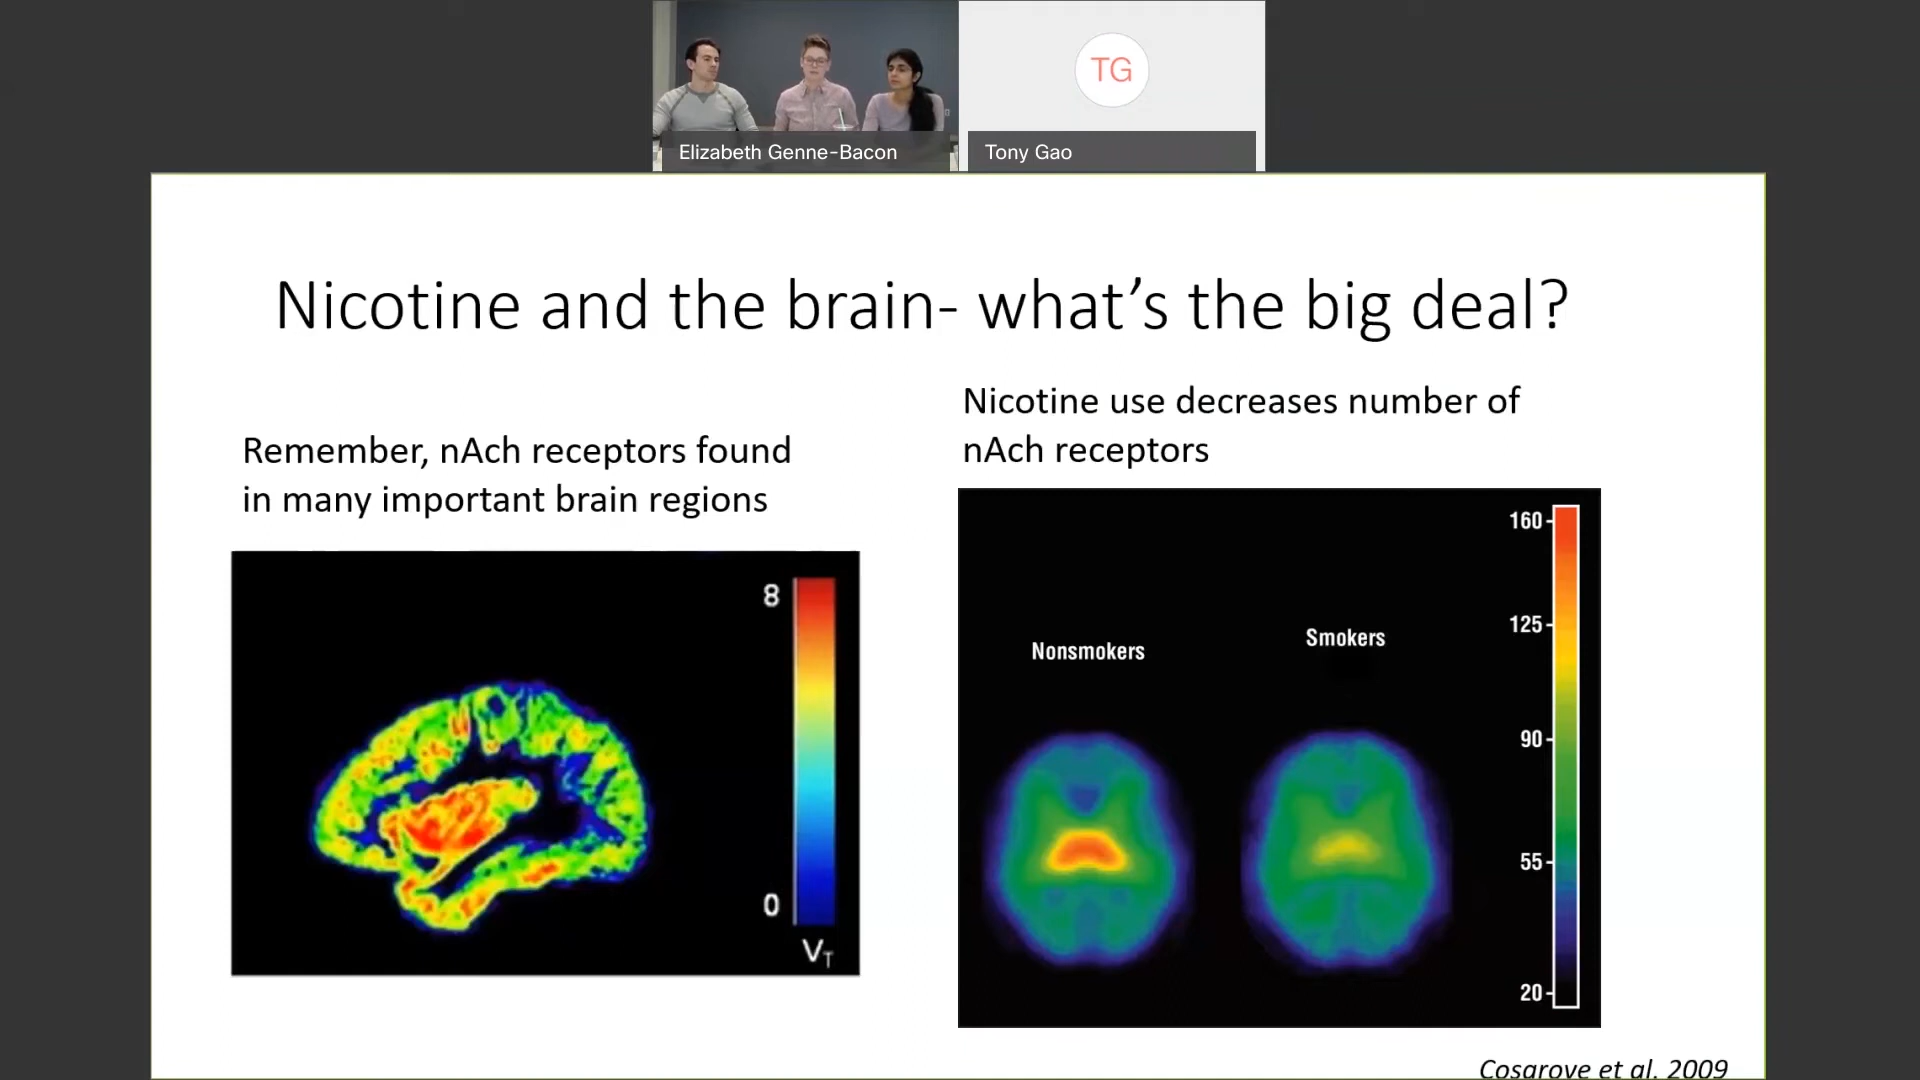 TG
Elizabeth Genne-Bacon
Tony Gao
Nicotine and the brain- what's the big deal?
Remember, nAch receptors found
in many important brain regions
8
0
VT
Nicotine use decreases number of
nAch receptors
Nonsmokers
Smokers
160
125
90
55
20
Cosgrove et al. 2009